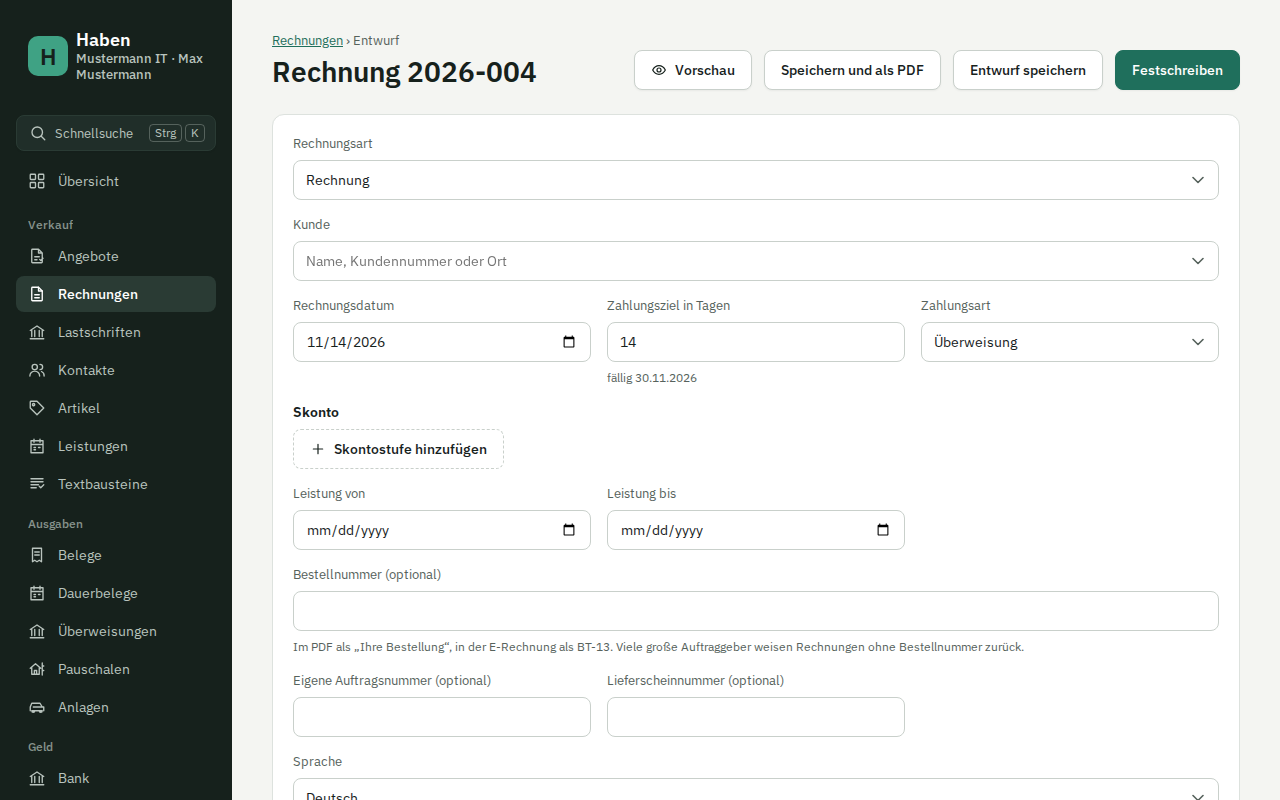 H
Haben
Mustermann IT · Max
Mustermann
Schnellsuche Strg K
Übersicht
Verkauf
Angebote
Rechnungen
Lastschriften
Kontakte
Artikel
Leistungen
Textbausteine
Ausgaben
Belege
Dauerbelege
Überweisungen
Pauschalen
Anlagen
Geld
Bank
Rechnungen › Entwurf
Rechnung 2026-004
Vorschau
Speichern und als PDF
Entwurf speichern
Festschreiben
Rechnungsart
Rechnung
Kunde
Name, Kundennummer oder Ort
Rechnungsdatum
11/14/2026
Zahlungsziel in Tagen
14
fällig 30.11.2026
Zahlungsart
Überweisung
Skonto
Skontostufe hinzufügen
Leistung von
mm/dd/yyyy
Leistung bis
mm/dd/yyyy
Bestellnummer (optional)
Im PDF als „Ihre Bestellung“, in der E-Rechnung als BT-13. Viele große Auftraggeber weisen Rechnungen ohne Bestellnummer zurück.
Eigene Auftragsnummer (optional)
Lieferscheinnummer (optional)
Sprache
Deutsch